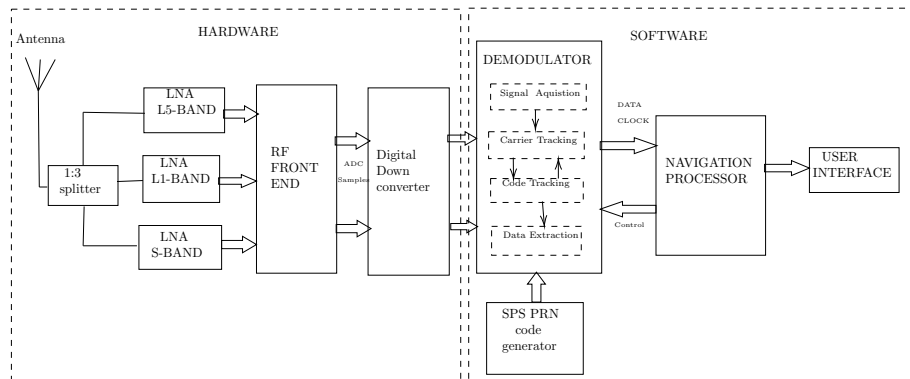 HARDWARE
SOFTWARE
Antenna
LNA
L5-BAND
1:3
splitter
LNA
L1-BAND
LNA
S-BAND
RF
FRONT
END
ADC
Samples
Digital
Down
converter
DEMODULATOR
Signal Aquistion
Carrier Tracking
Code Tracking
Data Extraction
SPS PRN
code
generator
DATA
CLOCK
Control
NAVIGATION
PROCESSOR
USER
INTERFACE